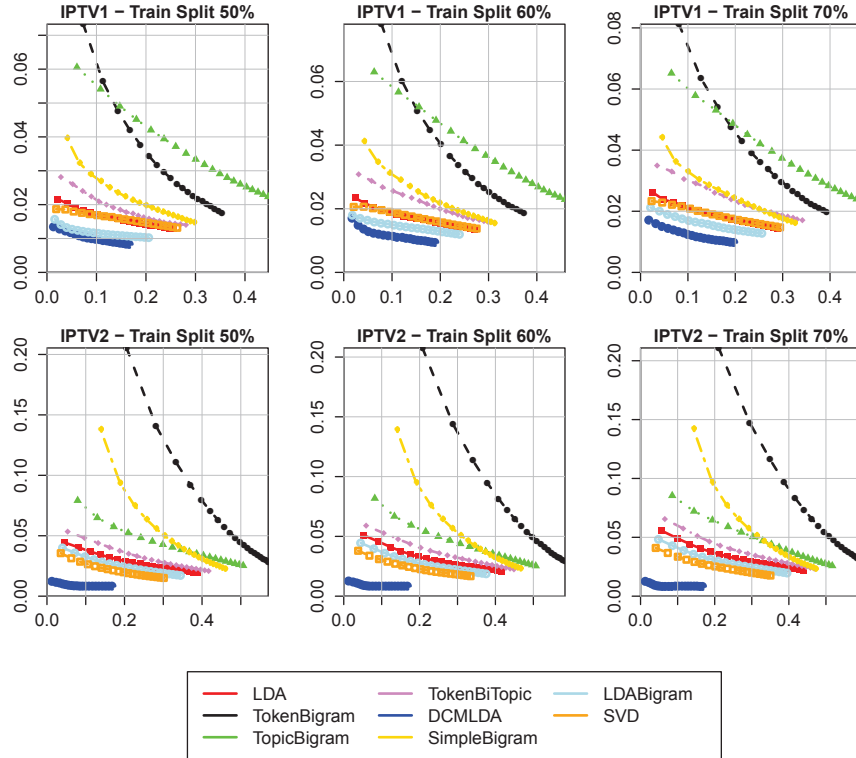 IPTV1 − Train Split 50%
IPTV1 − Train Split 60%
IPTV1 − Train Split 70%
0.00 0.02 0.04 0.06
0.00 0.02 0.04 0.06
0.00 0.02 0.04 0.06 0.08
0.0 0.1 0.2 0.3 0.4
0.0 0.1 0.2 0.3 0.4
0.0 0.1 0.2 0.3 0.4
IPTV2 − Train Split 50%
IPTV2 − Train Split 60%
IPTV2 − Train Split 70%
0.00 0.05 0.10 0.15 0.20
0.00 0.05 0.10 0.15 0.20
0.00 0.05 0.10 0.15 0.20
0.0 0.2 0.4
0.0 0.2 0.4
0.0 0.2 0.4
LDA
TokenBigram
TopicBigram
TokenBiTopic
DCMLDA
SimpleBigram
LDABigram
SVD